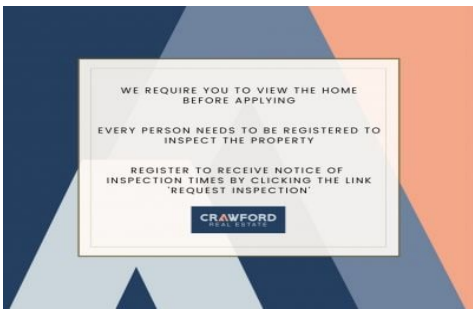 WE REQUIRE YOU TO VIEW THE HOME
BEFORE APPLYING
EVERY PERSON NEEDS TO BE REGISTERED TO
INSPECT THE PROPERTY
REGISTER TO RECEIVE NOTICE OF
INSPECTION TIMES BY CLICKING THE LINK
'REQUEST INSPECTION'
CRAWFORD
REAL ESTATE